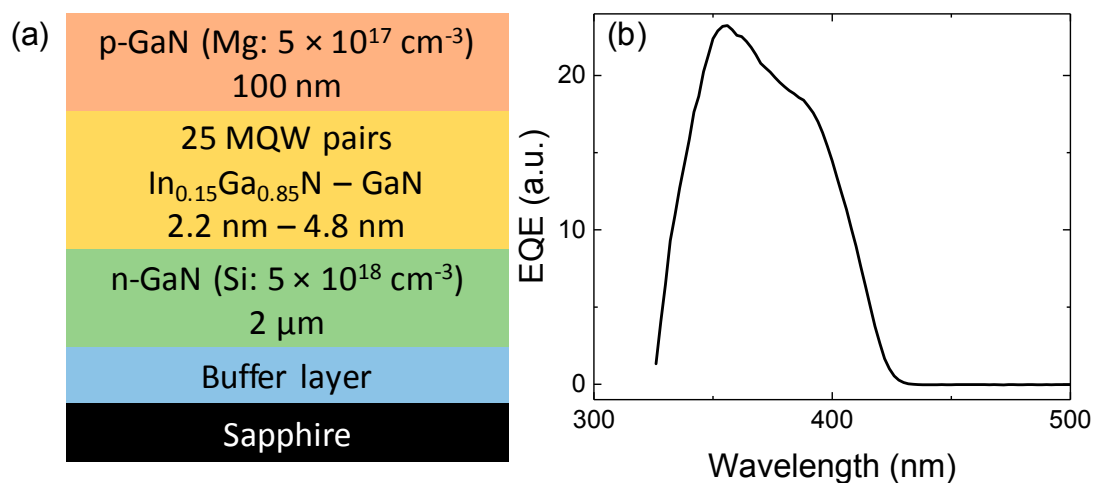 (a)
p-GaN (Mg: 5 × 10¹⁷ cm⁻³)
100 nm
25 MQW pairs
In₀.₁₅Ga₀.₈₅N – GaN
2.2 nm – 4.8 nm
n-GaN (Si: 5 × 10¹⁸ cm⁻³)
2 µm
Buffer layer
Sapphire
(b)
EQE (a.u.)
20
10
0
300
400
500
Wavelength (nm)